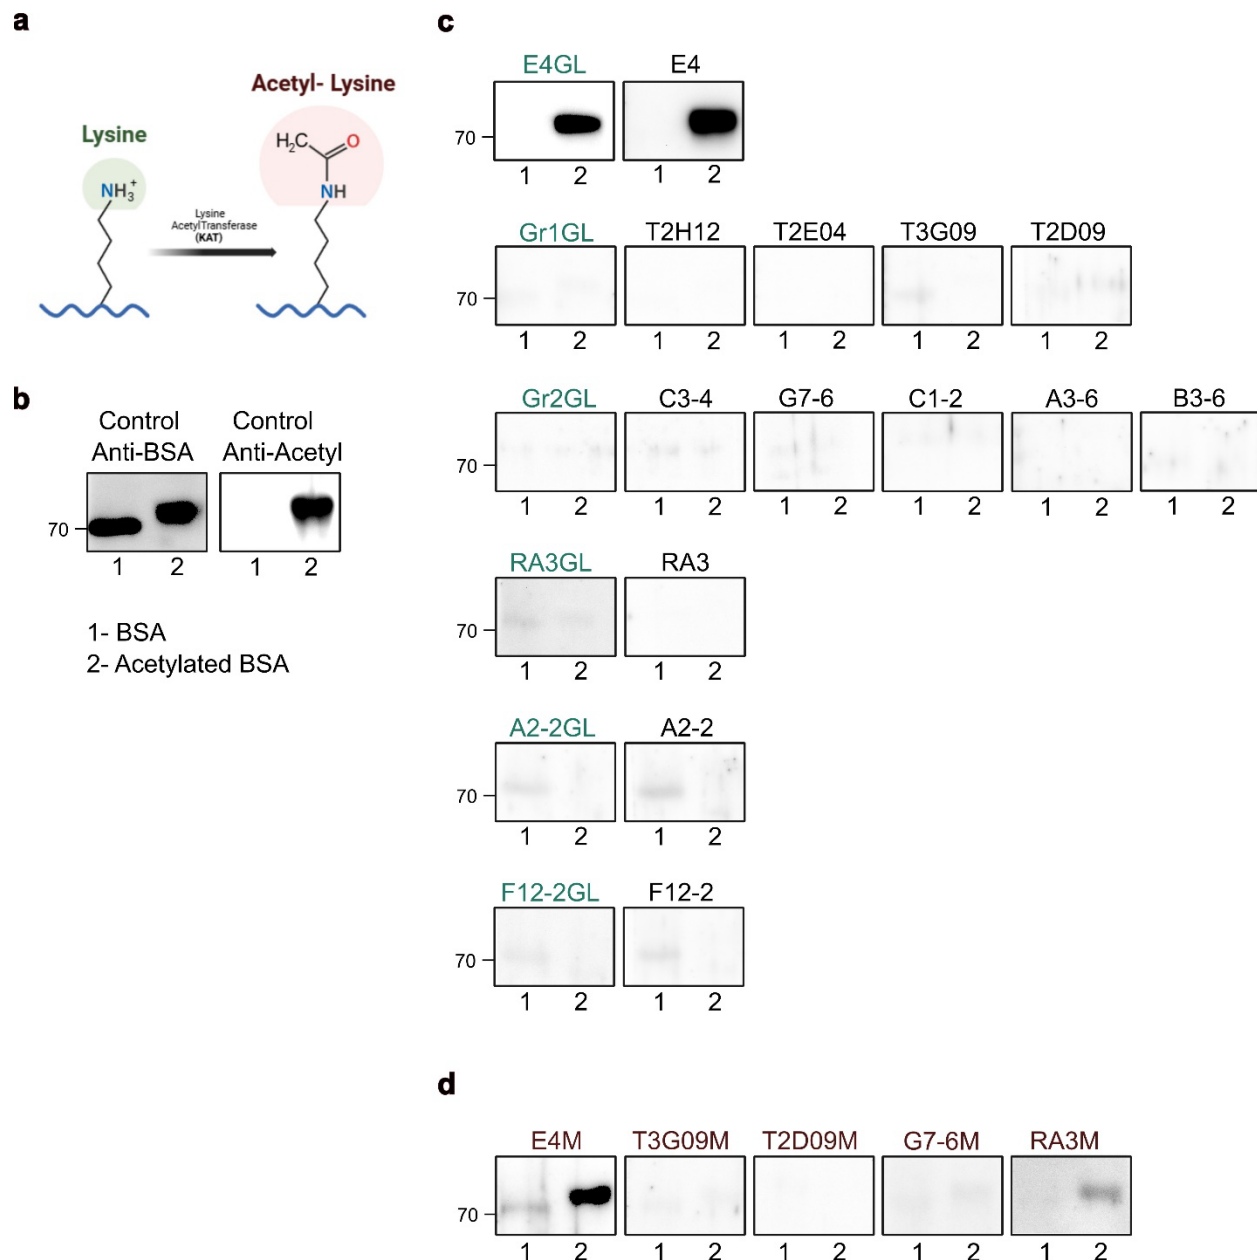 a
Acetyl- Lysine
Lysine
H2C
O
NH3+
NH
Lysine
AcetylTransferase
(KAT)
b
Control
Anti-BSA
Control
Anti-Acetyl
70
1 2 1 2
1- BSA
2- Acetylated BSA
c
E4GL E4
70
1 2 1 2
Gr1GL T2H12 T2E04 T3G09 T2D09
70
1 2 1 2 1 2 1 2 1 2
Gr2GL C3-4 G7-6 C1-2 A3-6 B3-6
70
1 2 1 2 1 2 1 2 1 2 1 2
RA3GL RA3
70
1 2 1 2
A2-2GL A2-2
70
1 2 1 2
F12-2GL F12-2
70
1 2 1 2
d
E4M T3G09M T2D09M G7-6M RA3M
70
1 2 1 2 1 2 1 2 1 2